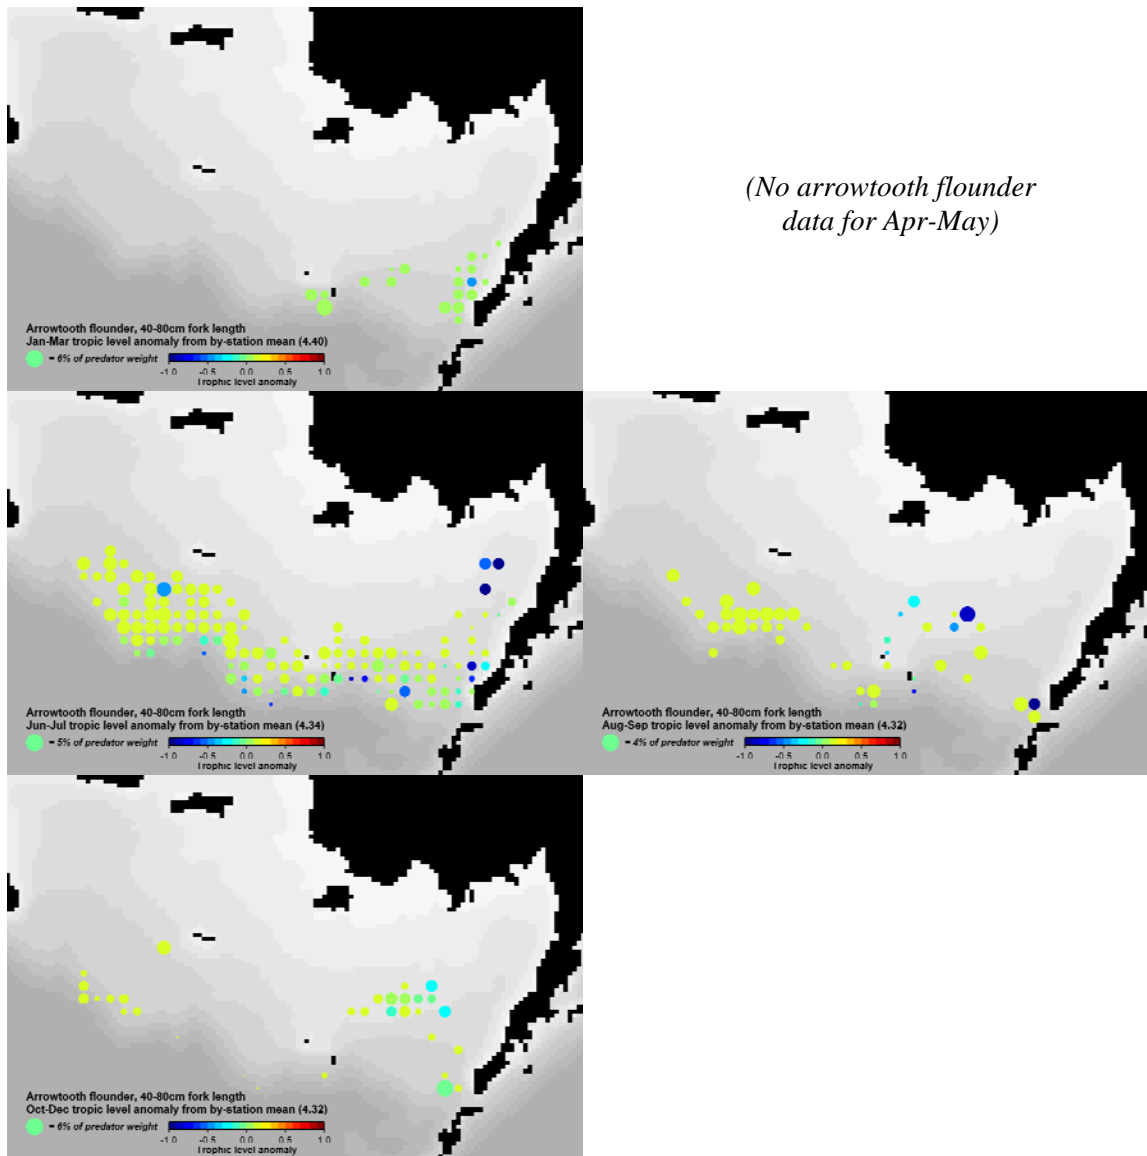 (No arrowtooth flounder
data for Apr-May)
Arrowtooth flounder, 40-80cm fork length
Jan-Mar tropic level anomaly from by-station mean (4.40)
= 6% of predator weight
-1.0 -0.5 0.0 0.5 1.0
Trophic level anomaly
Arrowtooth flounder, 40-80cm fork length
Jun-Jul tropic level anomaly from by-station mean (4.34)
= 5% of predator weight
-1.0 -0.5 0.0 0.5 1.0
Trophic level anomaly
Arrowtooth flounder, 40-80cm fork length
Aug-Sep tropic level anomaly from by-station mean (4.32)
= 4% of predator weight
-1.0 -0.5 0.0 0.5 1.0
Trophic level anomaly
Arrowtooth flounder, 40-80cm fork length
Oct-Dec tropic level anomaly from by-station mean (4.32)
= 6% of predator weight
-1.0 -0.5 0.0 0.5 1.0
Trophic level anomaly